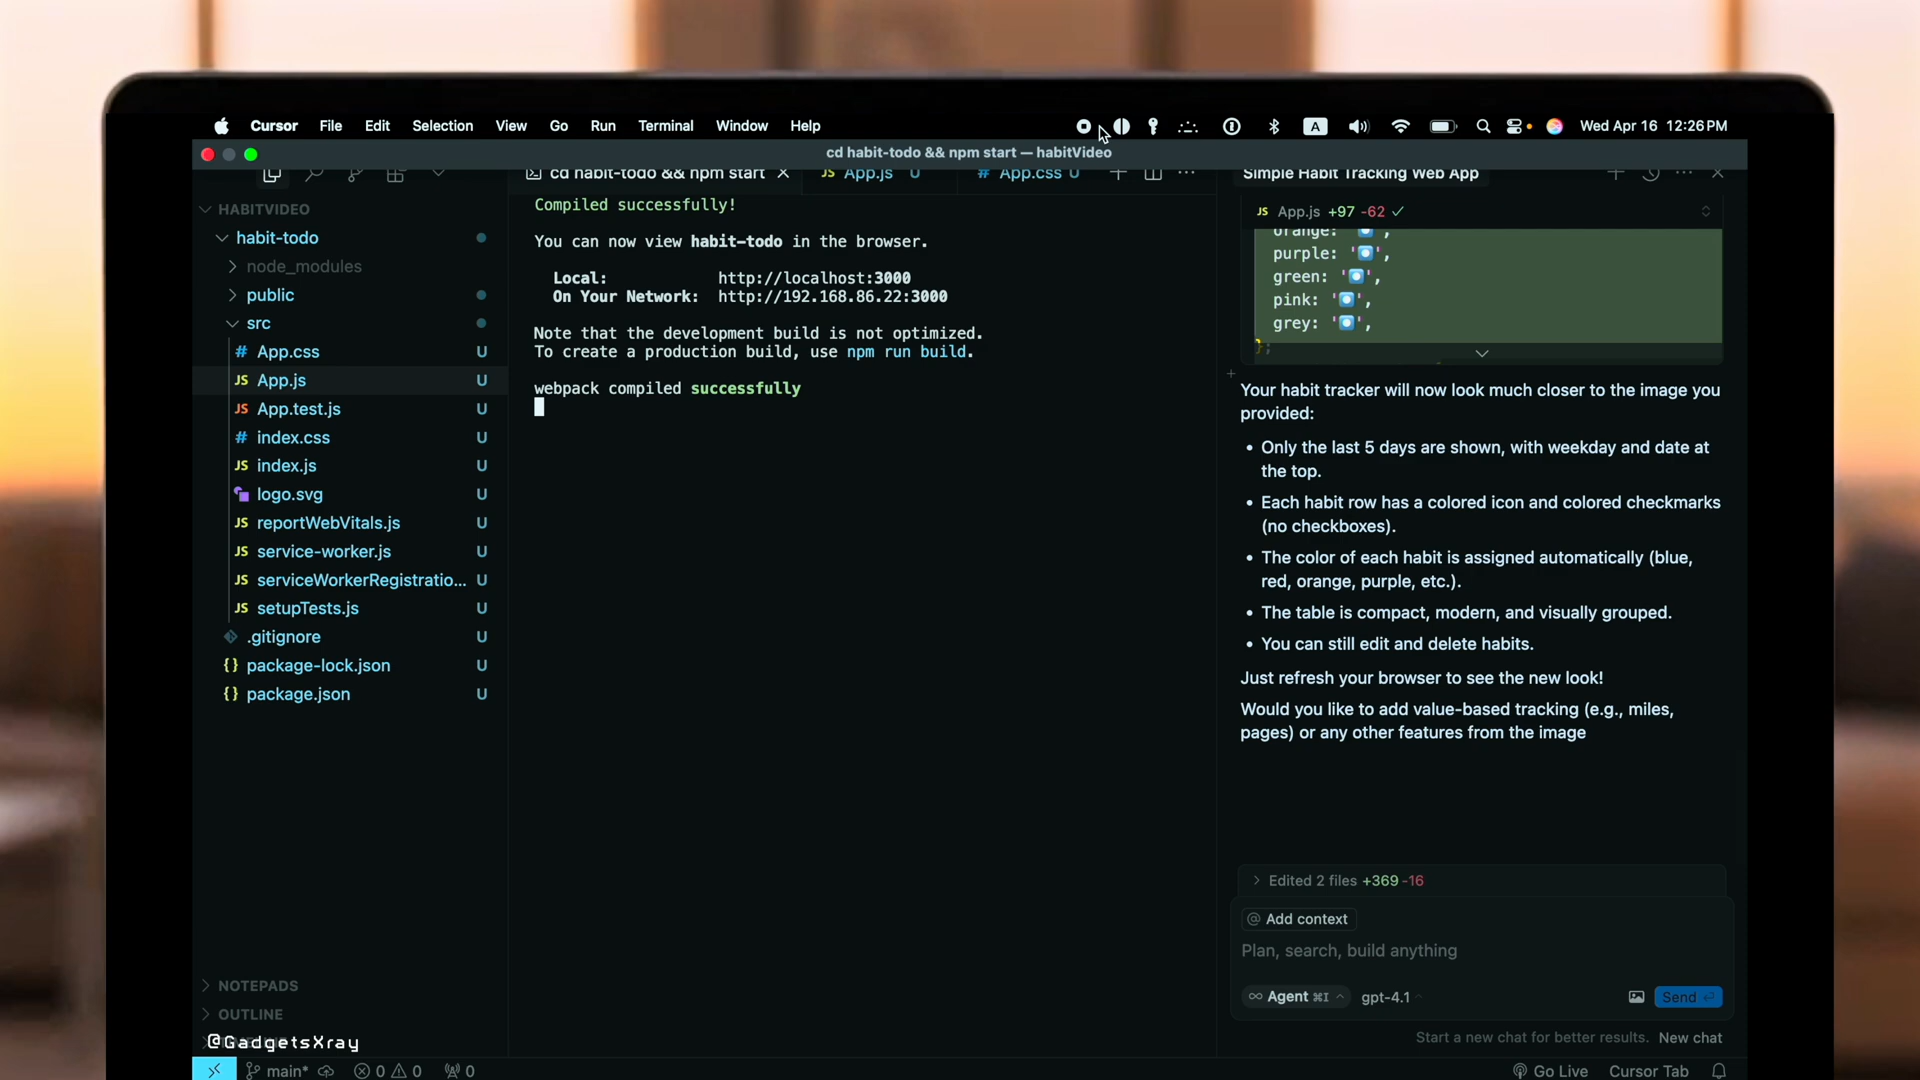 Cursor File Edit Selection View Go Run Terminal Window Help
A Wed Apr 16 12:26 PM
cd habit-todo && npm start — habitVideo
cd habit-todo && npm start
JS App.js U
# App.css U
Simple Habit Tracking Web App
HABITVIDEO
habit-todo
node_modules
public
src
# App.css U
JS App.js U
JS App.test.js U
# index.css U
JS index.js U
logo.svg U
JS reportWebVitals.js U
JS service-worker.js U
JS serviceWorkerRegistratio... U
JS setupTests.js U
.gitignore U
{} package-lock.json U
{} package.json U
NOTEPADS
OUTLINE
@GadgetsXray
Compiled successfully!
You can now view habit-todo in the browser.
Local: http://localhost:3000
On Your Network: http://192.168.86.22:3000
Note that the development build is not optimized.
To create a production build, use npm run build.
webpack compiled successfully
JS App.js +97 -62
orange: ' ',
purple: ' ',
green: ' ',
pink: ' ',
grey: ' ',
};
Your habit tracker will now look much closer to the image you
provided:
• Only the last 5 days are shown, with weekday and date at
the top.
• Each habit row has a colored icon and colored checkmarks
(no checkboxes).
• The color of each habit is assigned automatically (blue,
red, orange, purple, etc.).
• The table is compact, modern, and visually grouped.
• You can still edit and delete habits.
Just refresh your browser to see the new look!
Would you like to add value-based tracking (e.g., miles,
pages) or any other features from the image
Edited 2 files +369 -16
@ Add context
Plan, search, build anything
∞ Agent ⌘I gpt-4.1
Send
Start a new chat for better results. New chat
main* 0 0 0
Go Live Cursor Tab